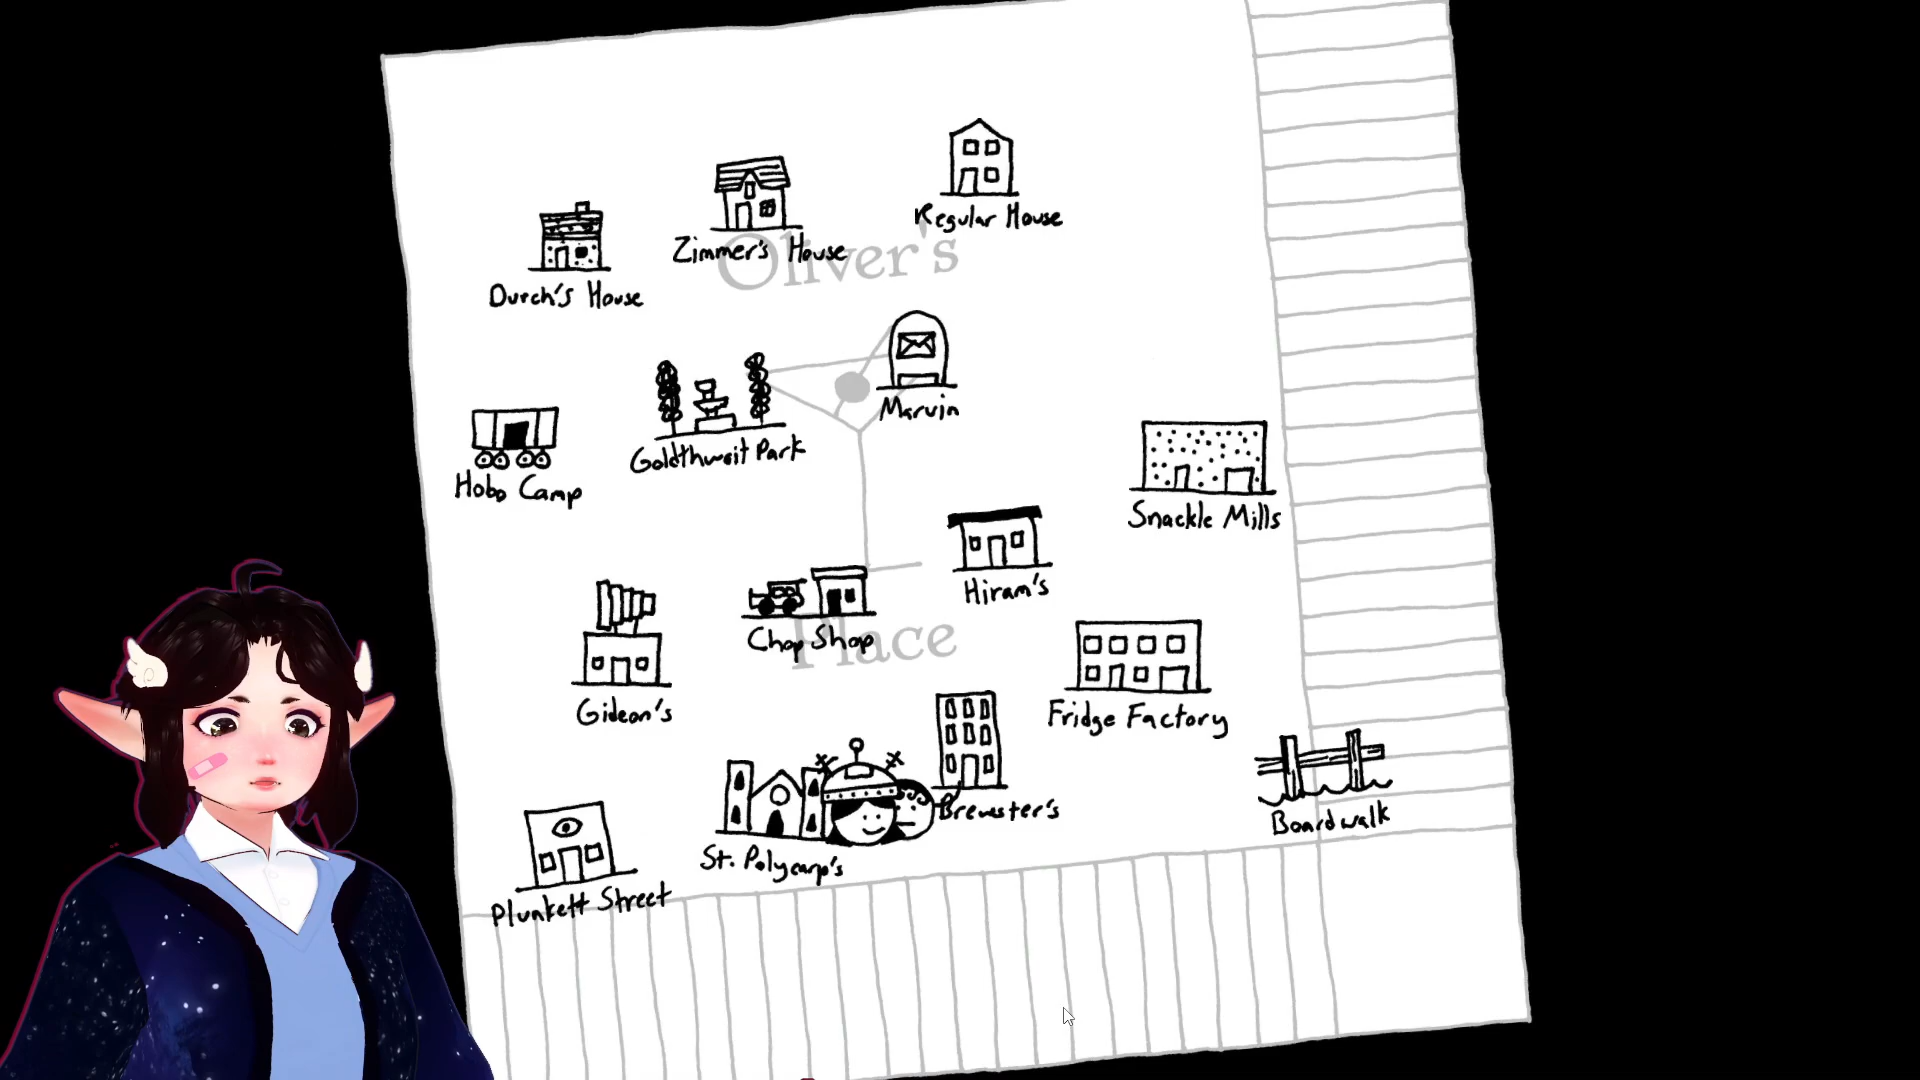 Regular House
Zimmer's House
Oliver's
Durch's House
Marvin
Goldthwait Park
Hobo Camp
Snackle Mills
Hiram's
Chop Shop
Place
Gideon's
Fridge Factory
Brewster's
Boardwalk
St. Polycarp's
Plunkett Street